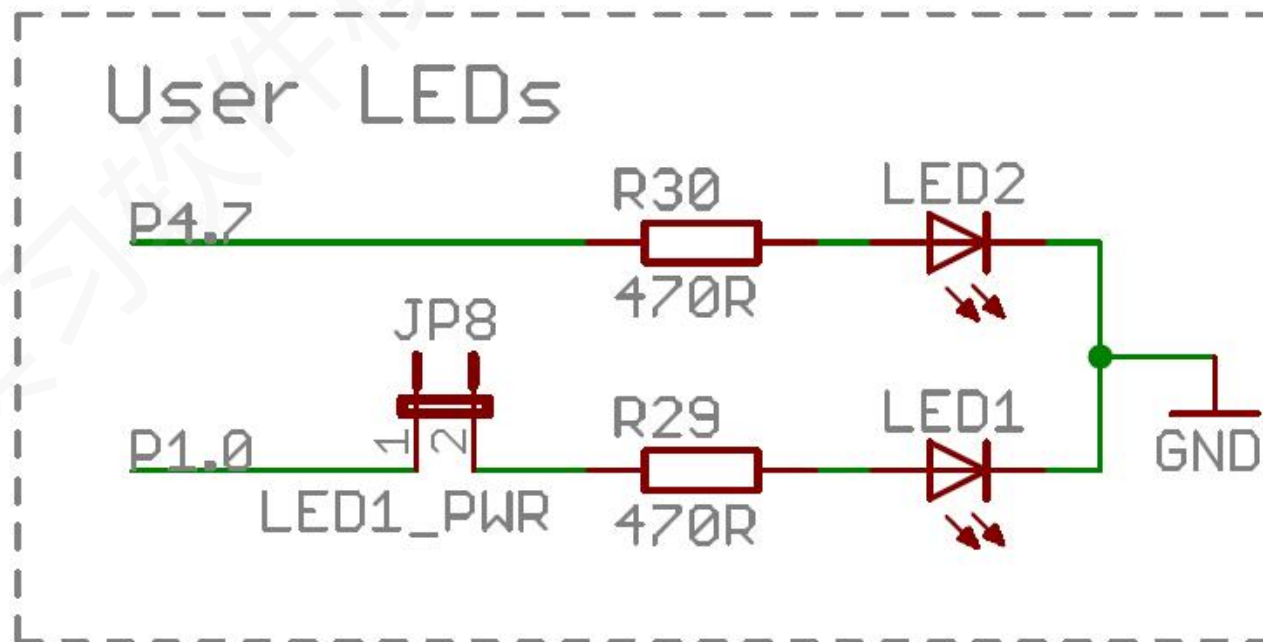 User LEDs
P4.7
R30
LED2
470R
JP8
P1.0
1
2
LED1_PWR
R29
LED1
470R
GND